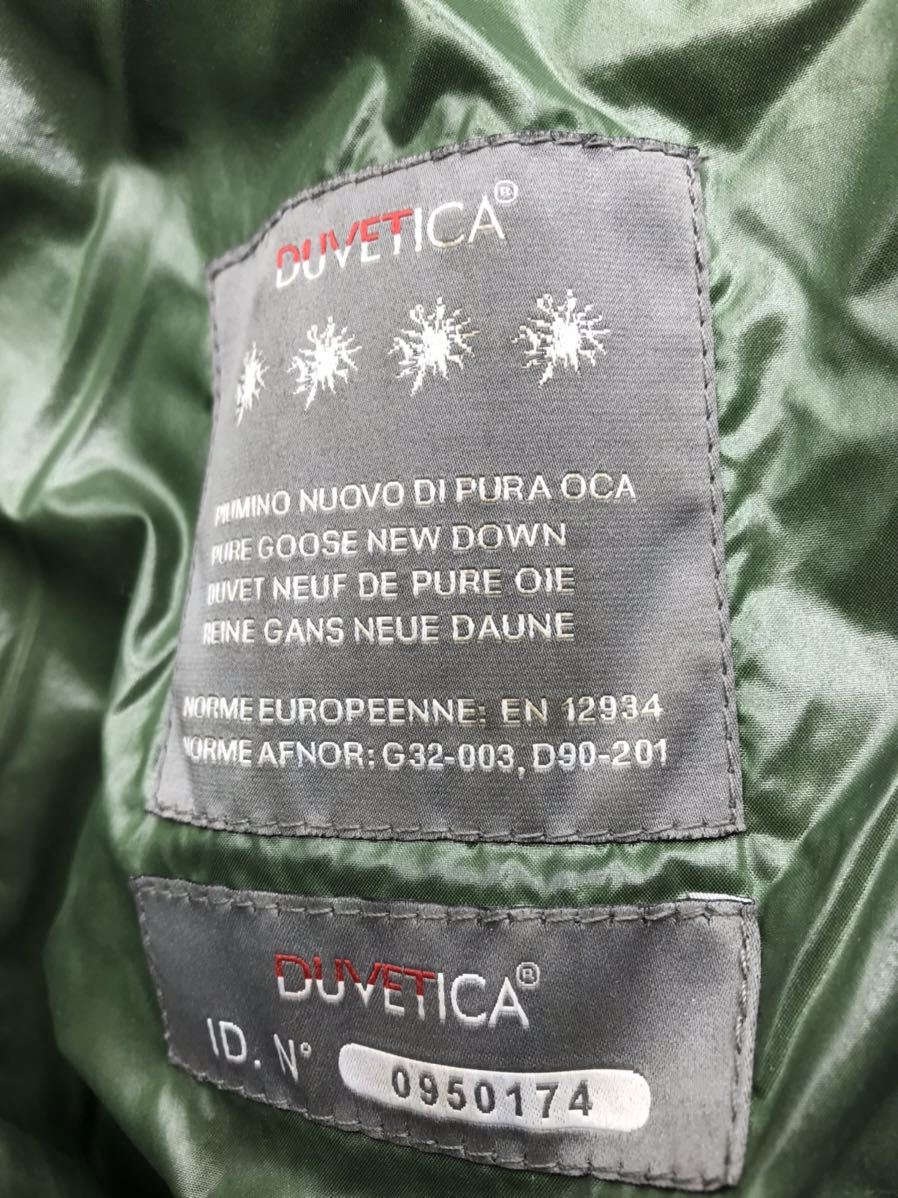 DUVETICA®
PIUMINO NUOVO DI PURA OCA
PURE GOOSE NEW DOWN
DUVET NEUF DE PURE OIE
REINE GANS NEUE DAUNE
NORME EUROPEENNE: EN 12934
NORME AFNOR: G32-003, D90-201
DUVETICA®
ID. N° 0950174